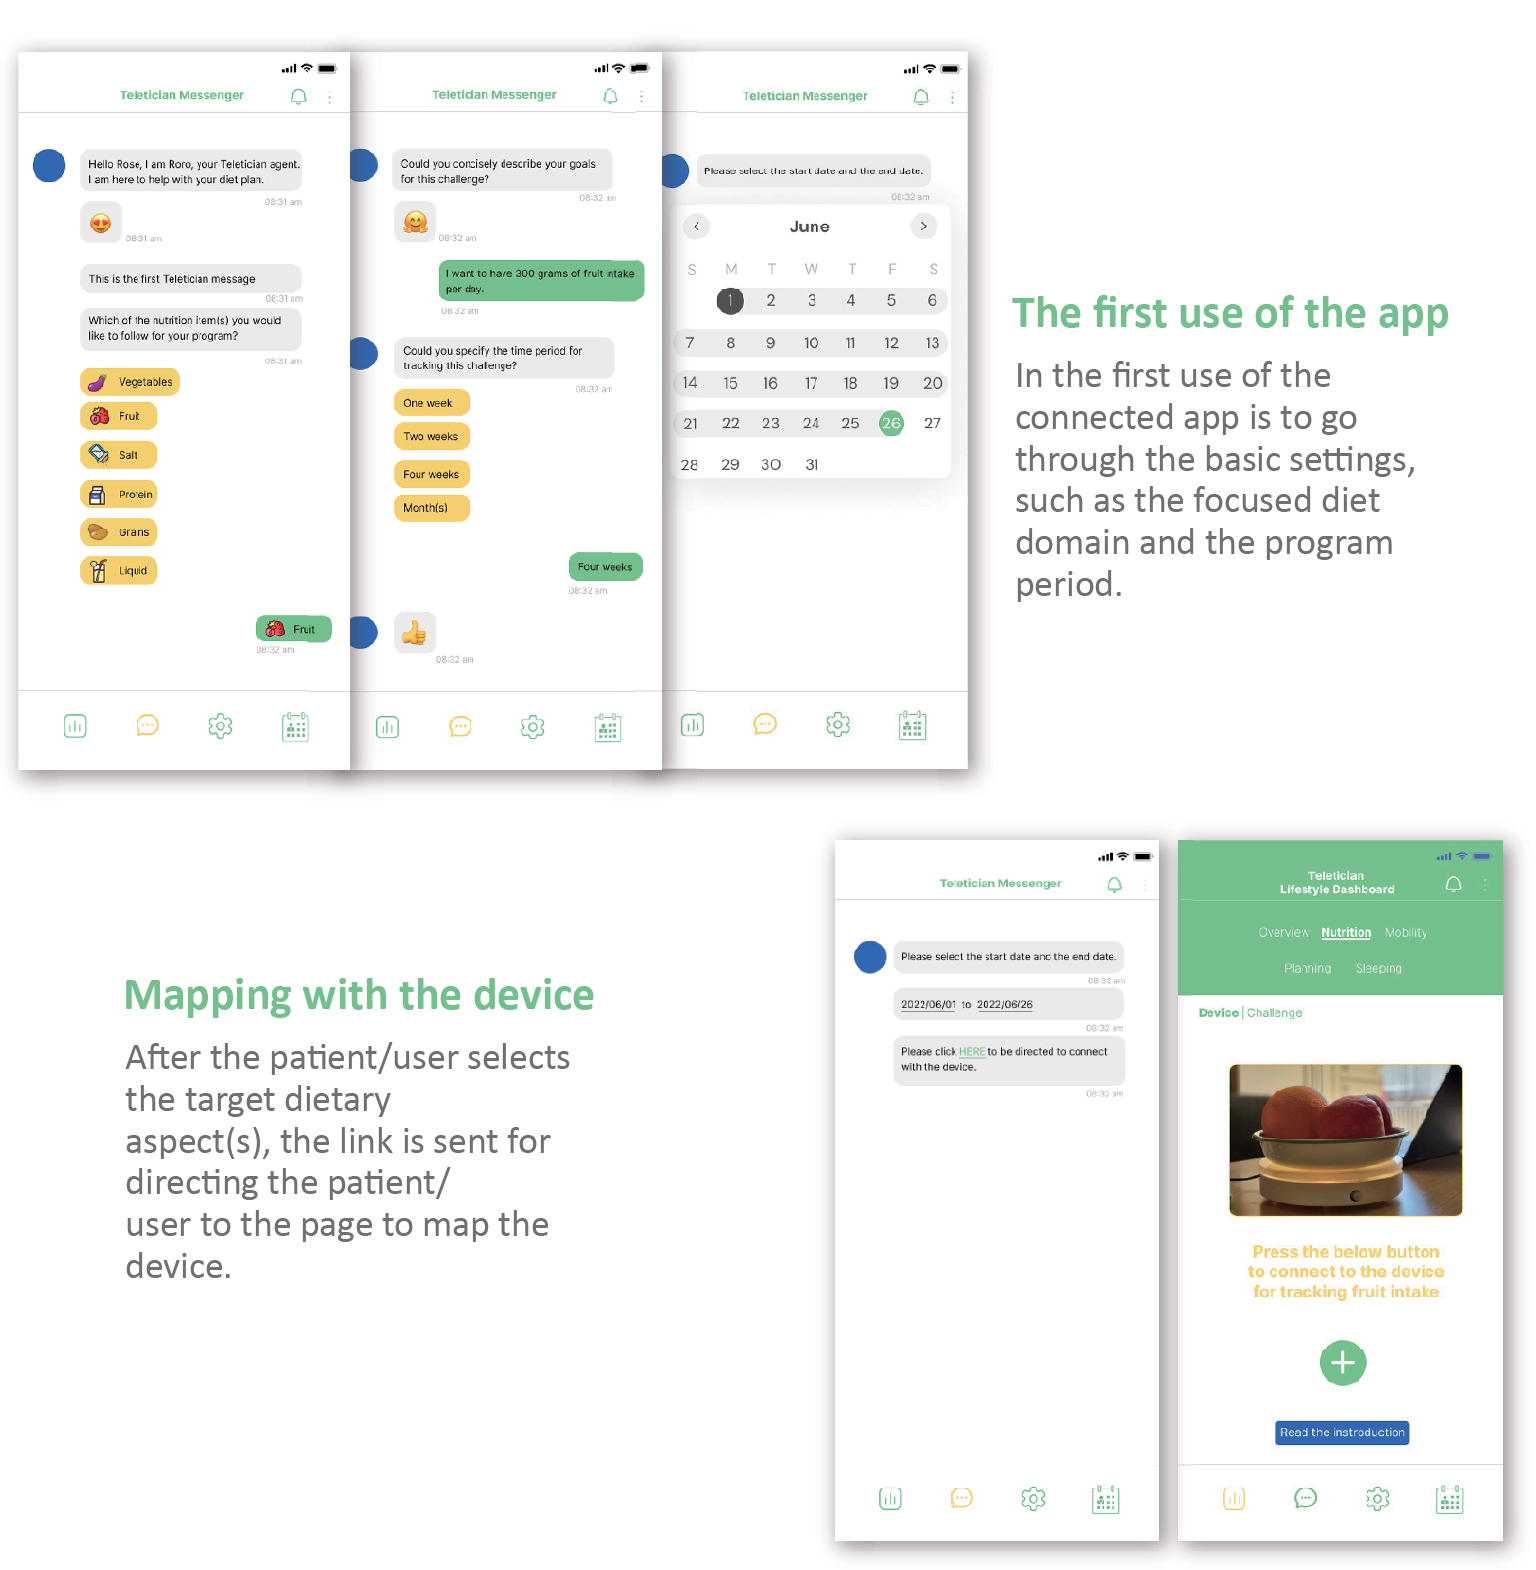 Teletician Messenger
Hello Rose, I am Roro, your Teletician agent.
I am here to help with your diet plan.
08:31 am
08:31 am
This is the first Teletician message
08:31 am
Which of the nutrition item(s) you would
like to follow for your program?
08:31 am
Vegetables
Fruit
Salt
Protein
Grans
Liquid
Fruit
08:32 am
Teletician Messenger
Could you concisely describe your goals
for this challenge?
08:32 am
08:32 am
I want to have 300 grams of fruit intake
per day.
08:32 am
Could you specify the time period for
tracking this challenge?
08:32 am
One week
Two weeks
Four weeks
Month(s)
Four weeks
08:32 am
08:32 am
Teletician Messenger
Please select the start date and the end date.
08:32 am
June
S M T W T F S
1 2 3 4 5 6
7 8 9 10 11 12 13
14 15 16 17 18 19 20
21 22 23 24 25 26 27
28 29 30 31
The first use of the app
In the first use of the
connected app is to go
through the basic settings,
such as the focused diet
domain and the program
period.
Mapping with the device
After the patient/user selects
the target dietary
aspect(s), the link is sent for
directing the patient/
user to the page to map the
device.
Teletician Messenger
Please select the start date and the end date.
08:32 am
2022/06/01 to 2022/06/26
08:32 am
Please click HERE to be directed to connect
with the device.
08:32 am
Teletician
Lifestyle Dashboard
Overview Nutrition Mobility
Planning Sleeping
Device | Challenge
Press the below button
to connect to the device
for tracking fruit intake
Read the instroduction